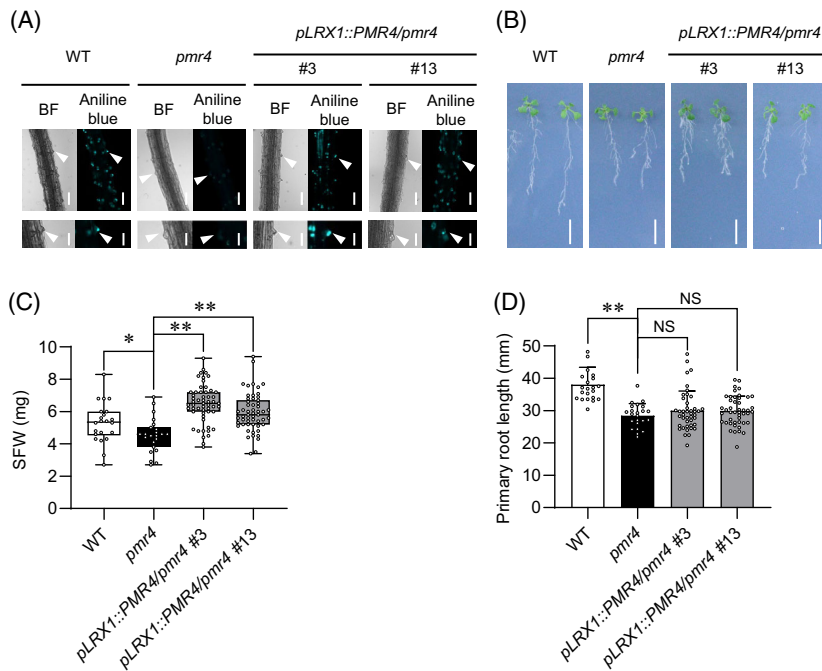 (A)
pLRX1::PMR4/pmr4
WT pmr4 #3 #13
BF Aniline blue BF Aniline blue BF Aniline blue BF Aniline blue
(B)
pLRX1::PMR4/pmr4
WT pmr4 #3 #13
(C)
**
* **
10
8
6
4
2
0
SFW (mg)
WT
pmr4
pLRX1::PMR4/pmr4 #3
pLRX1::PMR4/pmr4 #13
(D)
NS
** NS
50
40
30
20
10
0
Primary root length (mm)
WT
pmr4
pLRX1::PMR4/pmr4 #3
pLRX1::PMR4/pmr4 #13